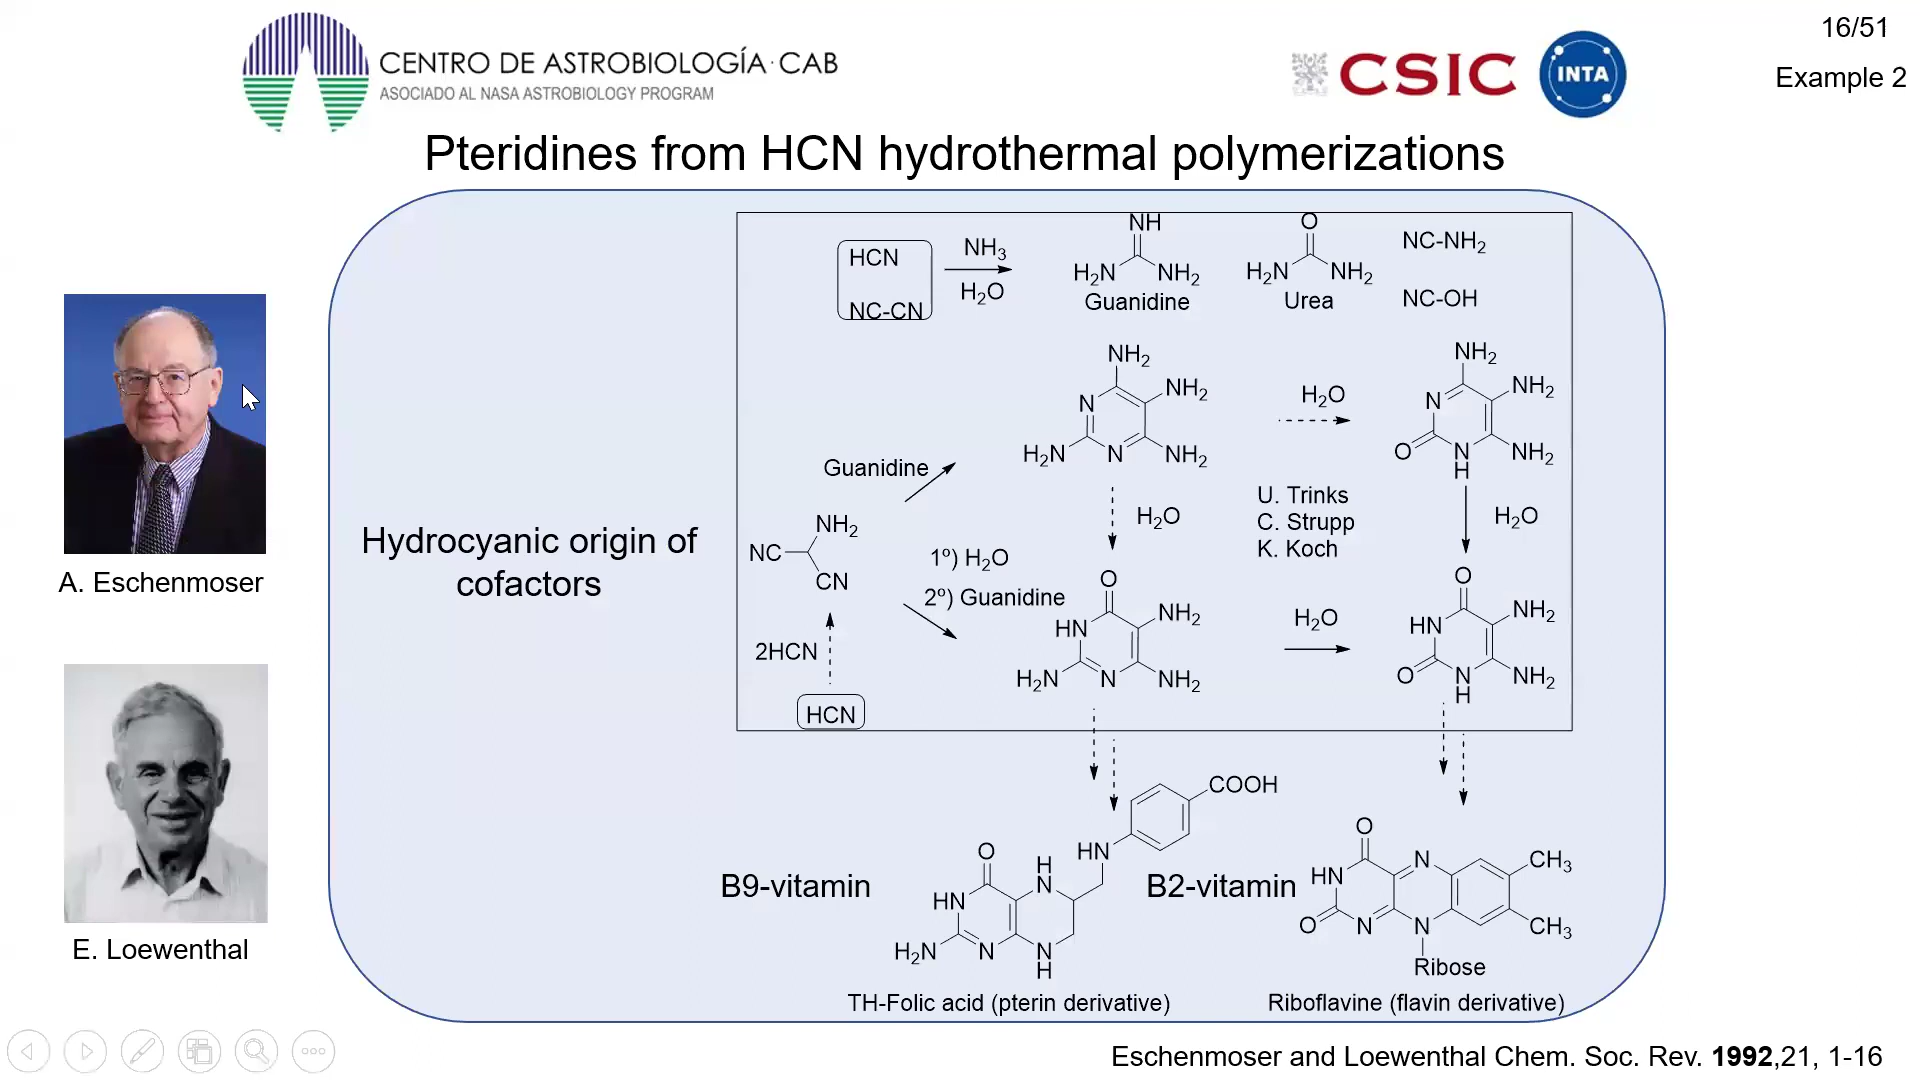 16/51
Example 2
CENTRO DE ASTROBIOLOGÍA · CAB
ASOCIADO AL NASA ASTROBIOLOGY PROGRAM
CSIC
INTA
Pteridines from HCN hydrothermal polymerizations
HCN
NC-CN
NH₃
H₂O
NH
H₂N
NH₂
Guanidine
O
H₂N
NH₂
Urea
NC-NH₂
NC-OH
NH₂
NH₂
N
H₂N
N
NH₂
H₂O
NH₂
NH₂
N
O
N
H
NH₂
Guanidine
H₂O
U. Trinks
C. Strupp
K. Koch
H₂O
NH₂
NC
CN
1º) H₂O
2º) Guanidine
2HCN
HCN
O
NH₂
HN
H₂N
N
NH₂
H₂O
O
NH₂
HN
O
N
H
NH₂
Hydrocyanic origin of
cofactors
A. Eschenmoser
E. Loewenthal
B9-vitamin
COOH
HN
O
H
N
HN
H₂N
N
N
H
TH-Folic acid (pterin derivative)
B2-vitamin
O
N
CH₃
HN
O
N
N
CH₃
Ribose
Riboflavine (flavin derivative)
Eschenmoser and Loewenthal Chem. Soc. Rev. 1992,21, 1-16